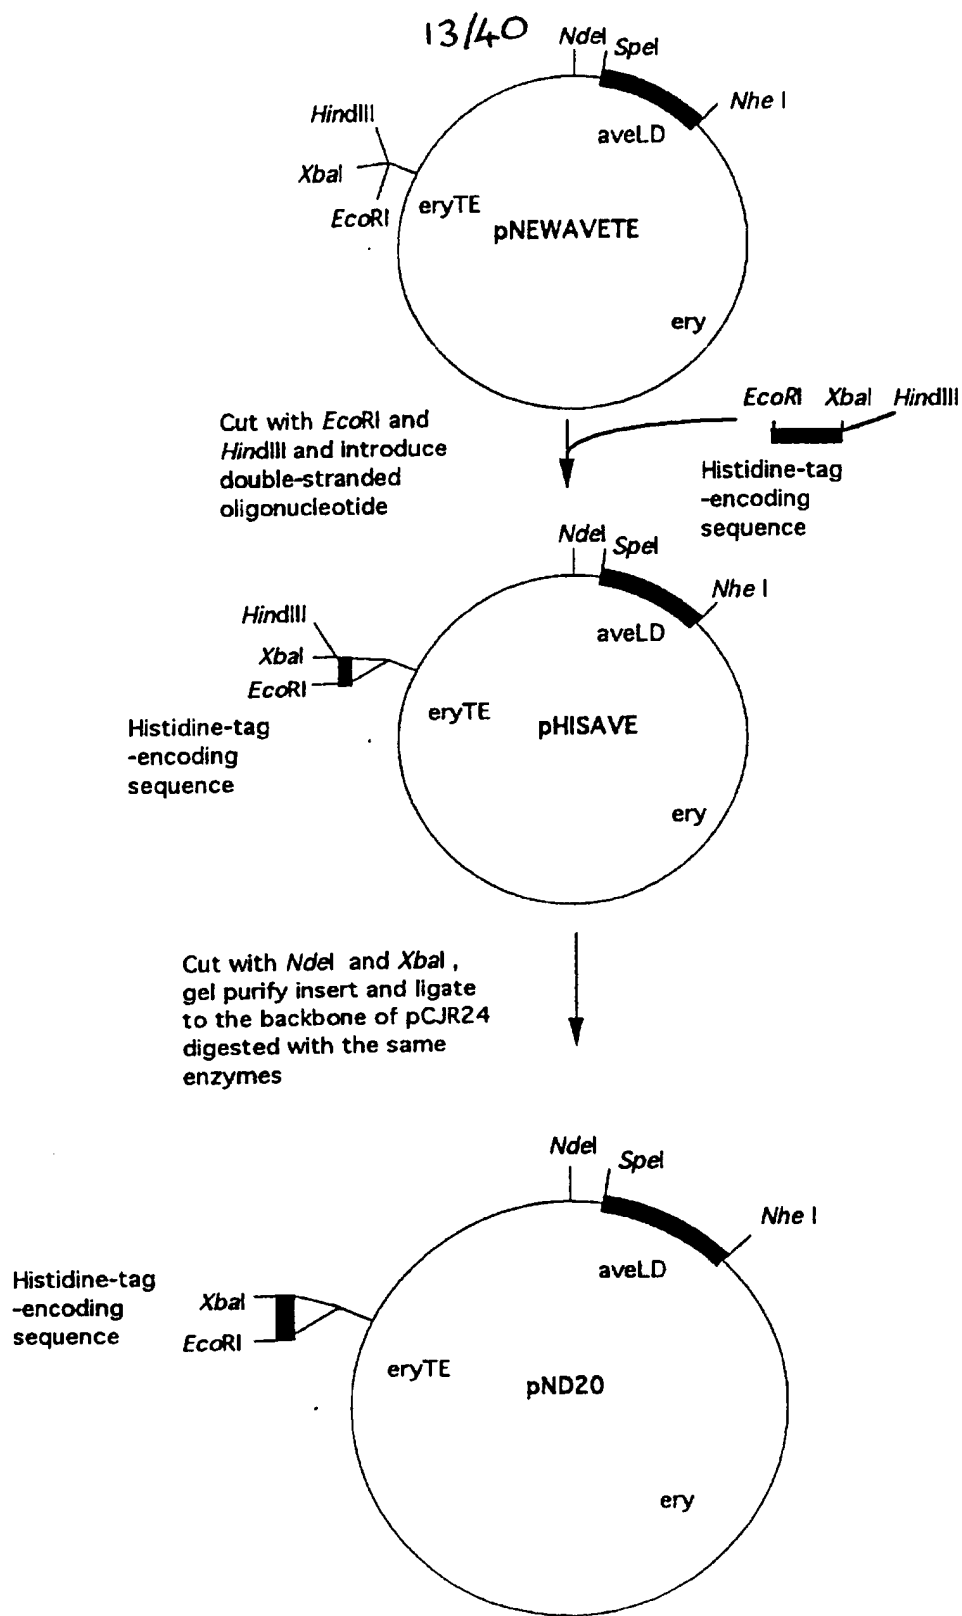 13/40
NdeI
SpeI
Nhe I
HindIII
XbaI
EcoRI
aveLD
eryTE
pNEWAVETE
ery
Cut with EcoRI and
HindIII and introduce
double-stranded
oligonucleotide
EcoRI XbaI HindIII
Histidine-tag
-encoding
sequence
NdeI
SpeI
Nhe I
HindIII
XbaI
EcoRI
aveLD
eryTE
pHISAVE
Histidine-tag
-encoding
sequence
ery
Cut with NdeI and XbaI ,
gel purify insert and ligate
to the backbone of pCJR24
digested with the same
enzymes
NdeI
SpeI
Nhe I
aveLD
Histidine-tag
-encoding
sequence
XbaI
EcoRI
eryTE
pND20
ery